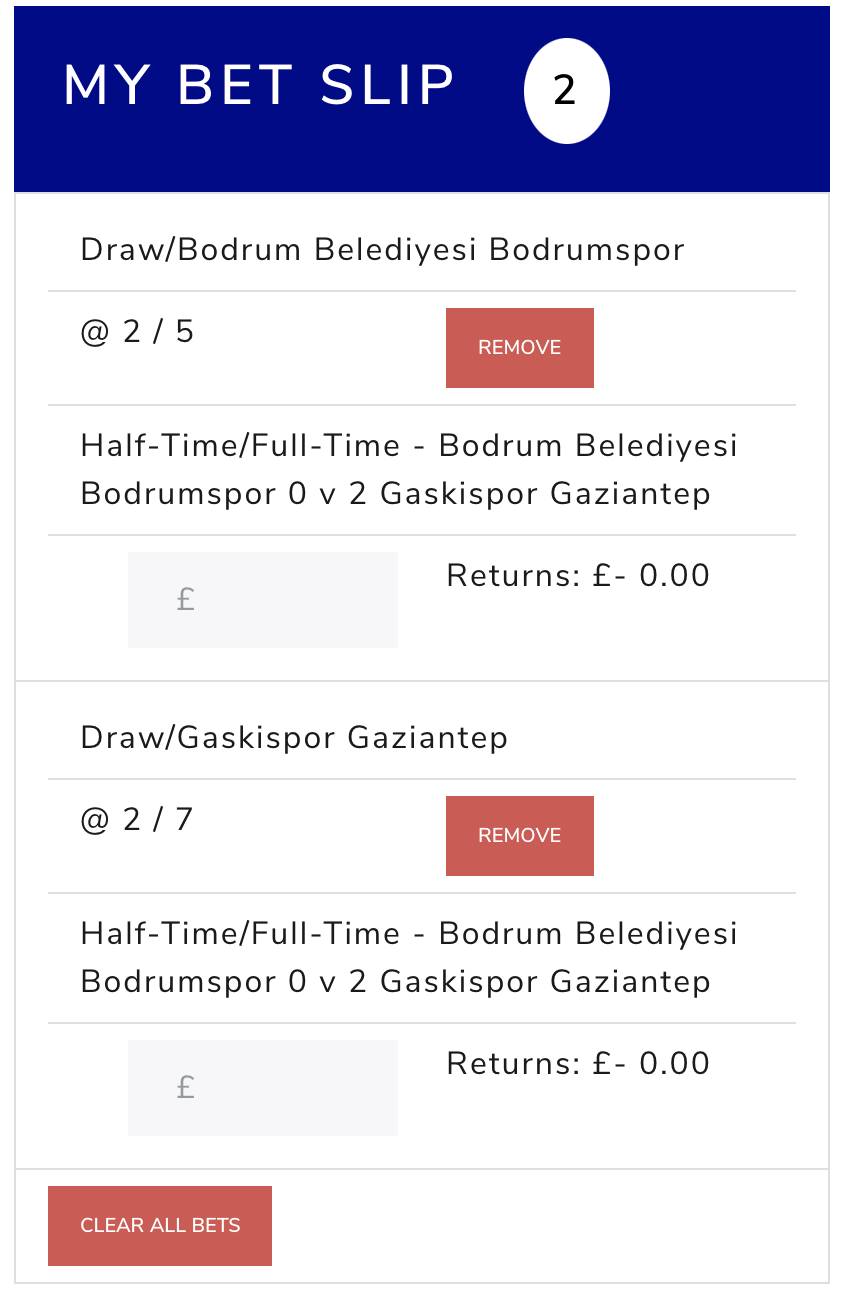 MY BET SLIP 2
Draw/Bodrum Belediyesi Bodrumspor
@ 2 / 5 REMOVE
Half-Time/Full-Time - Bodrum Belediyesi
Bodrumspor 0 v 2 Gaskispor Gaziantep
£ Returns: £- 0.00
Draw/Gaskispor Gaziantep
@ 2 / 7 REMOVE
Half-Time/Full-Time - Bodrum Belediyesi
Bodrumspor 0 v 2 Gaskispor Gaziantep
£ Returns: £- 0.00
CLEAR ALL BETS